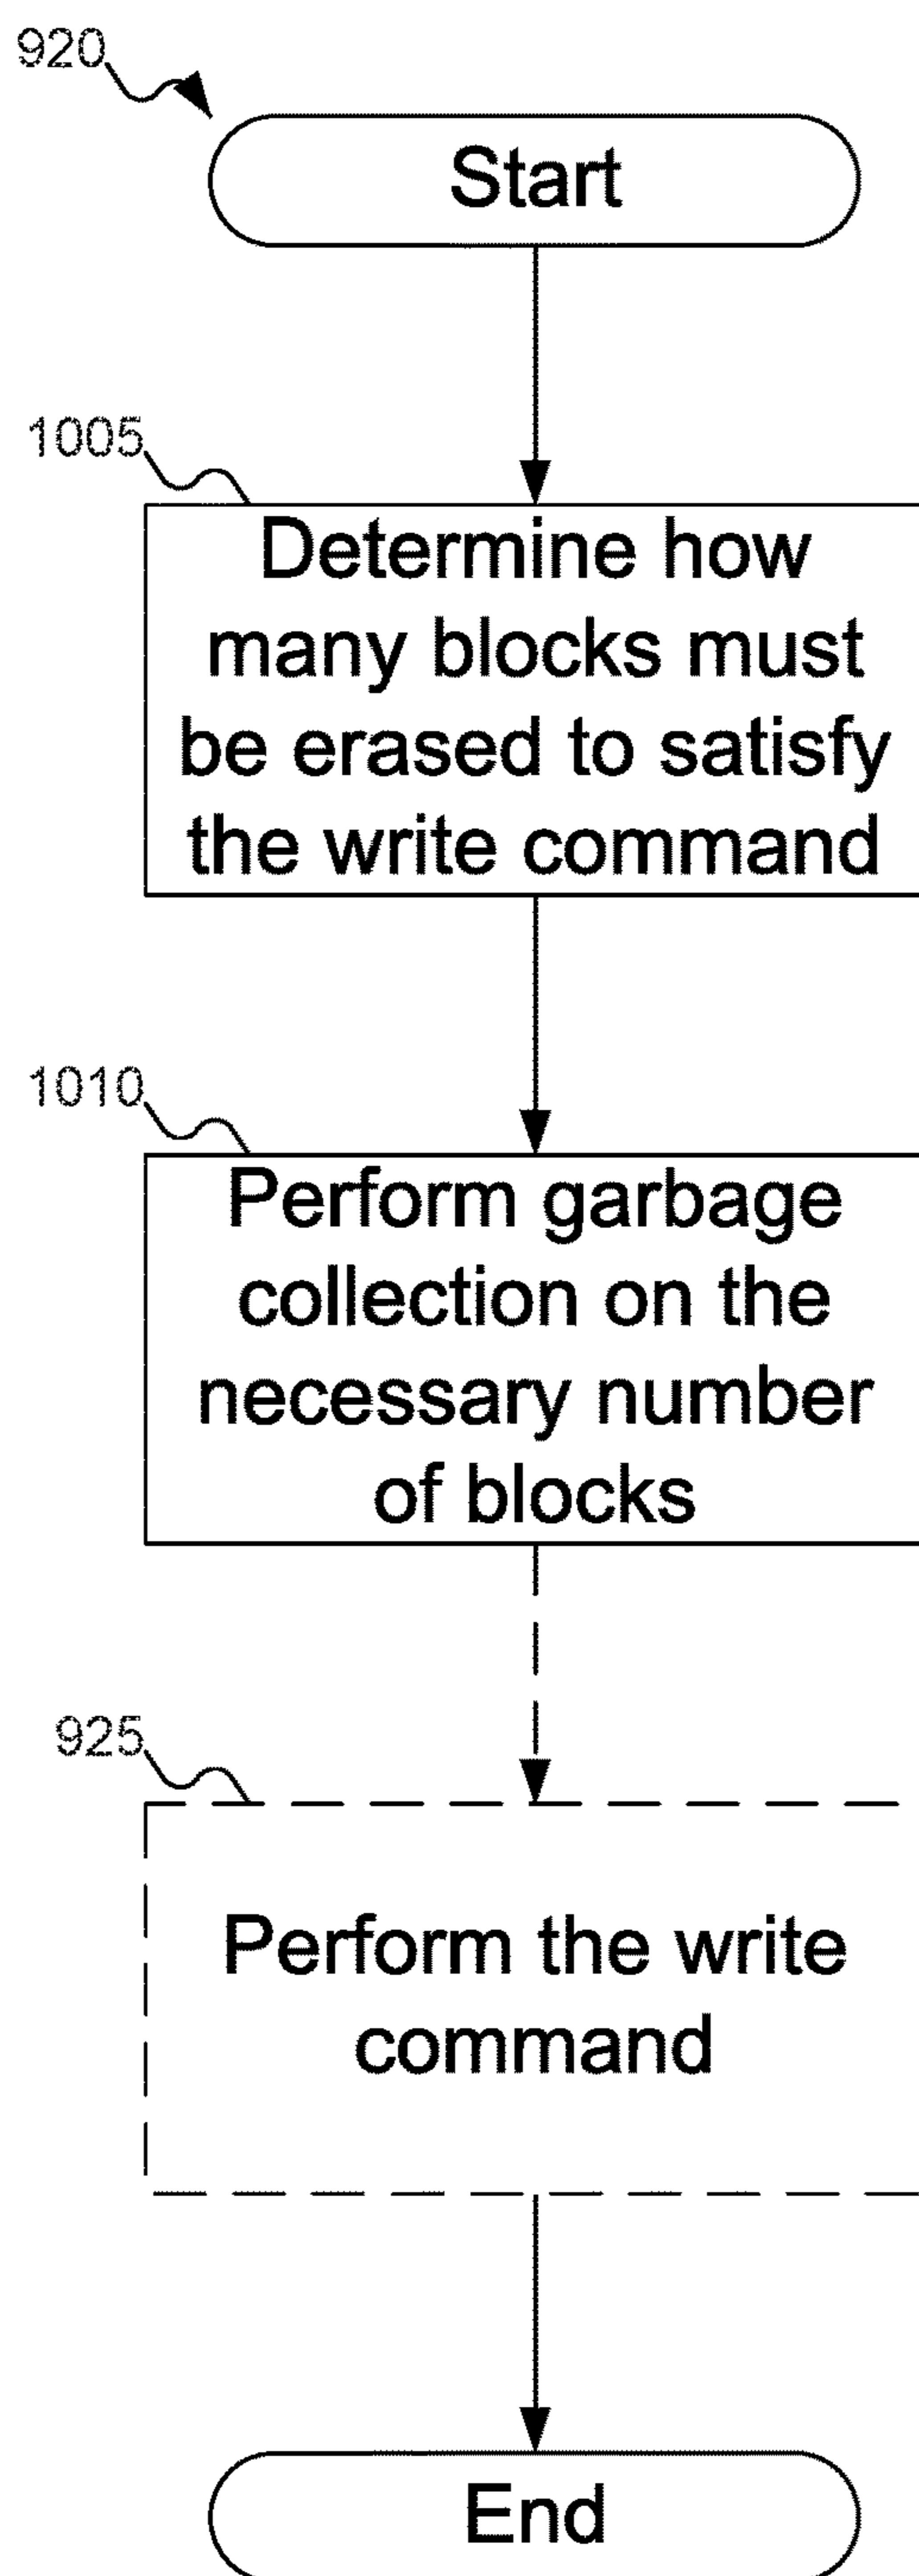 920
Start
1005
Determine how
many blocks must
be erased to satisfy
the write command
1010
Perform garbage
collection on the
necessary number
of blocks
925
Perform the write
command
End